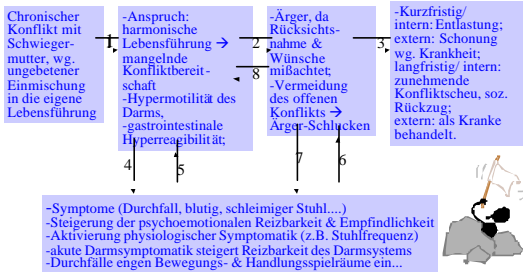 Chronischer
Konflikt mit
Schwieger-
mutter, wg.
ungebetener
Einmischung
in die eigene
Lebensführung
1
-Anspruch:
harmonische
Lebensführung →
mangelnde
Konfliktbereit-
schaft
-Hypermotilität des
Darms,
-gastrointestinale
Hyperreagibilität;
2
8
-Ärger, da
Rücksichts-
nahme &
Wünsche
mißachtet;
-Vermeidung
des offenen
Konflikts →
Ärger-Schlucken
3
-Kurzfristig/
intern: Entlastung;
extern: Schonung
wg. Krankheit;
langfristig/ intern:
zunehmende
Konfliktscheu, soz.
Rückzug;
extern: als Kranke
behandelt.
4
5
7
6
-Symptome (Durchfall, blutig, schleimiger Stuhl....)
-Steigerung der psychoemotionalen Reizbarkeit & Empfindlichkeit
-Aktivierung physiologischer Symptomatik (z.B. Stuhlfrequenz)
-akute Darmsymptomatik steigert Reizbarkeit des Darmsystems
-Durchfälle engen Bewegungs- & Handlungsspielräume ein...